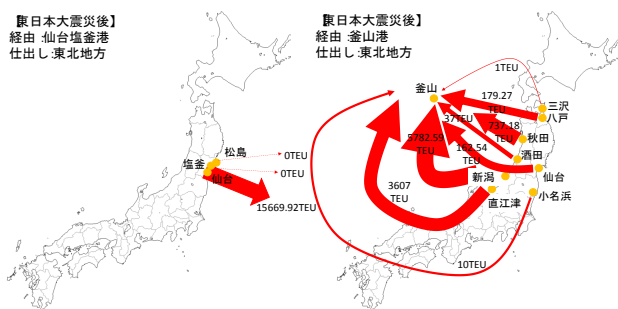 【東日本大震災後】
経由：仙台塩釜港
仕出し：東北地方
松島
塩釜
仙台
0TEU
0TEU
15669.92TEU
【東日本大震災後】
経由：釜山港
仕出し：東北地方
釜山
1TEU
179.27
TEU
三沢
八戸
37TEU
737.18
TEU
秋田
5782.59
TEU
162.54
TEU
酒田
新潟
仙台
3607
TEU
直江津
小名浜
10TEU